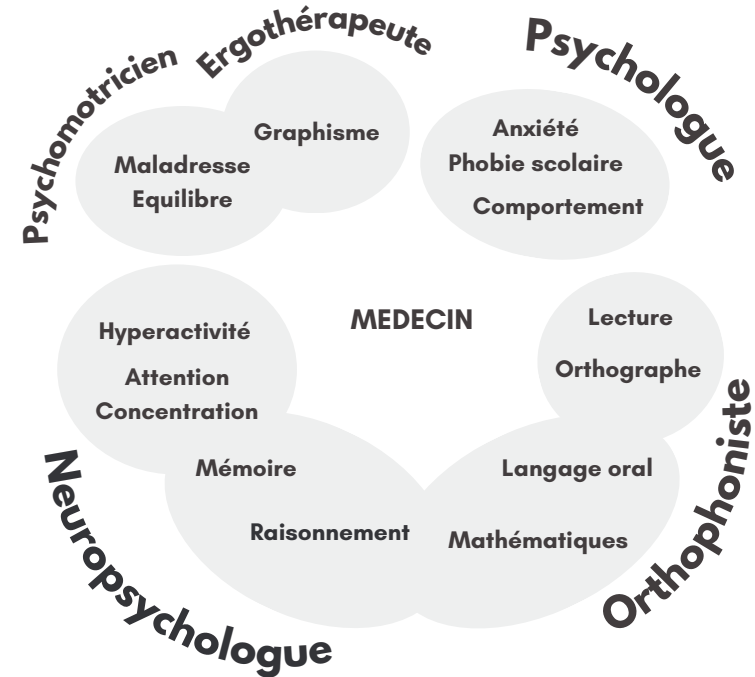 Psychomotricien
Ergothérapeute
Psychologue
Graphisme
Maladresse
Equilibre
Anxiété
Phobie scolaire
Comportement
MEDECIN
Hyperactivité
Attention
Concentration
Lecture
Orthographe
Mémoire
Raisonnement
Langage oral
Mathématiques
Neuropsychologue
Orthophoniste